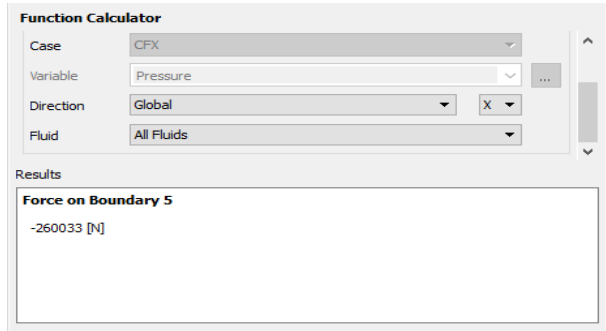 Function Calculator
Case CFX
Variable Pressure ...
Direction Global X
Fluid All Fluids
Results
Force on Boundary 5
-260033 [N]